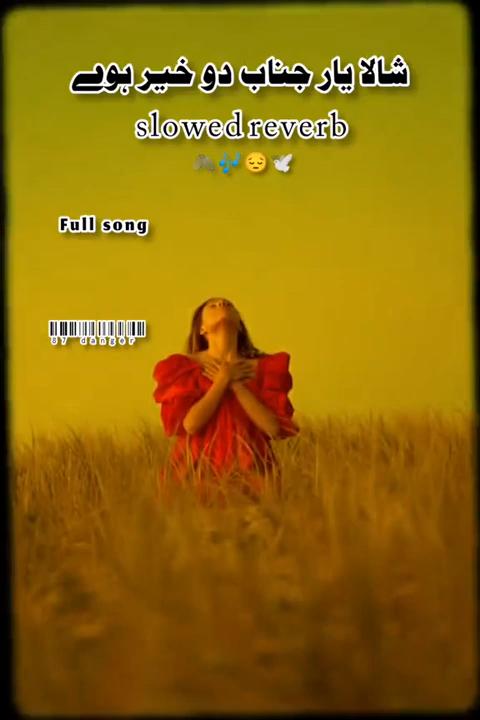 شالا یار جناب دو خیر ہووے
slowed reverb
🎶😔🕊
Full song
87 danger